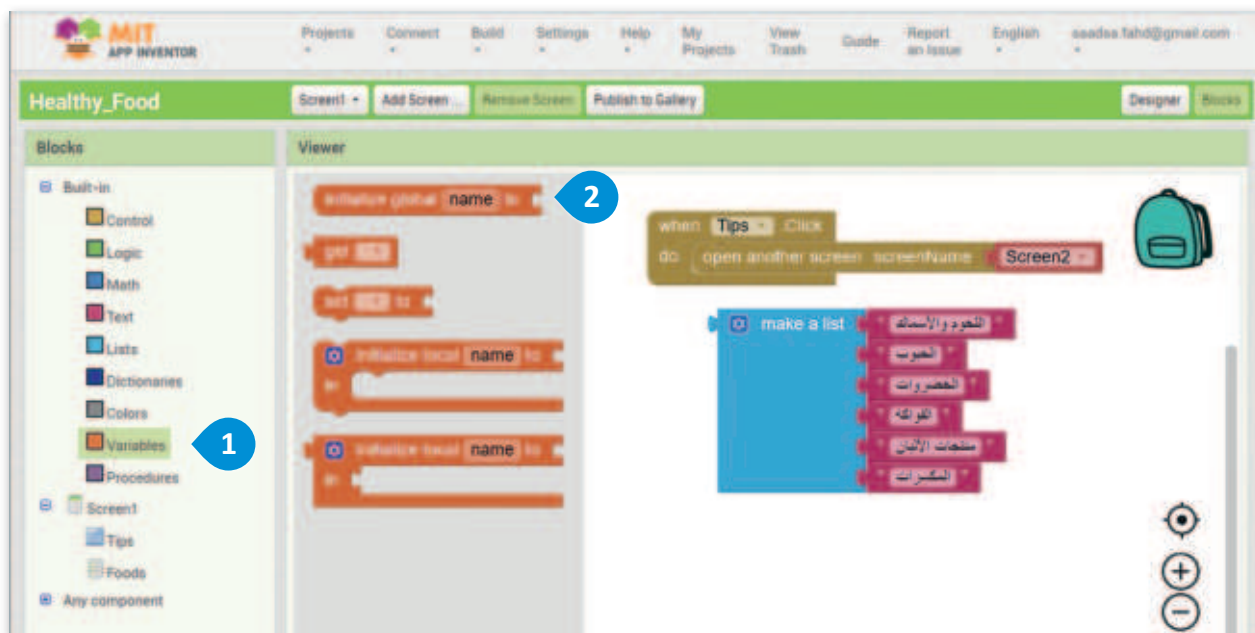 MIT
APP INVENTOR
Projects Connect Build Settings Help My Projects View Trash Guide Report an Issue English
Healthy_Food Screen1 Add Screen ... Remove Screen Publish to Gallery Designer Blocks
Blocks Viewer
Built-in
Control
Logic
Math
Text
Lists
Dictionaries
Colors
Variables
1
Procedures
Screen1
Tips
Foods
Any component
initialize global name to
2
get
set to
initialize local name to
in
initialize local name to
in
when Tips .Click
do open another screen screenName Screen2
make a list " اللحوم والأسماك "
" الحبوب "
" الخضروات "
" الفواكه "
" منتجات الألبان "
" المكسرات "